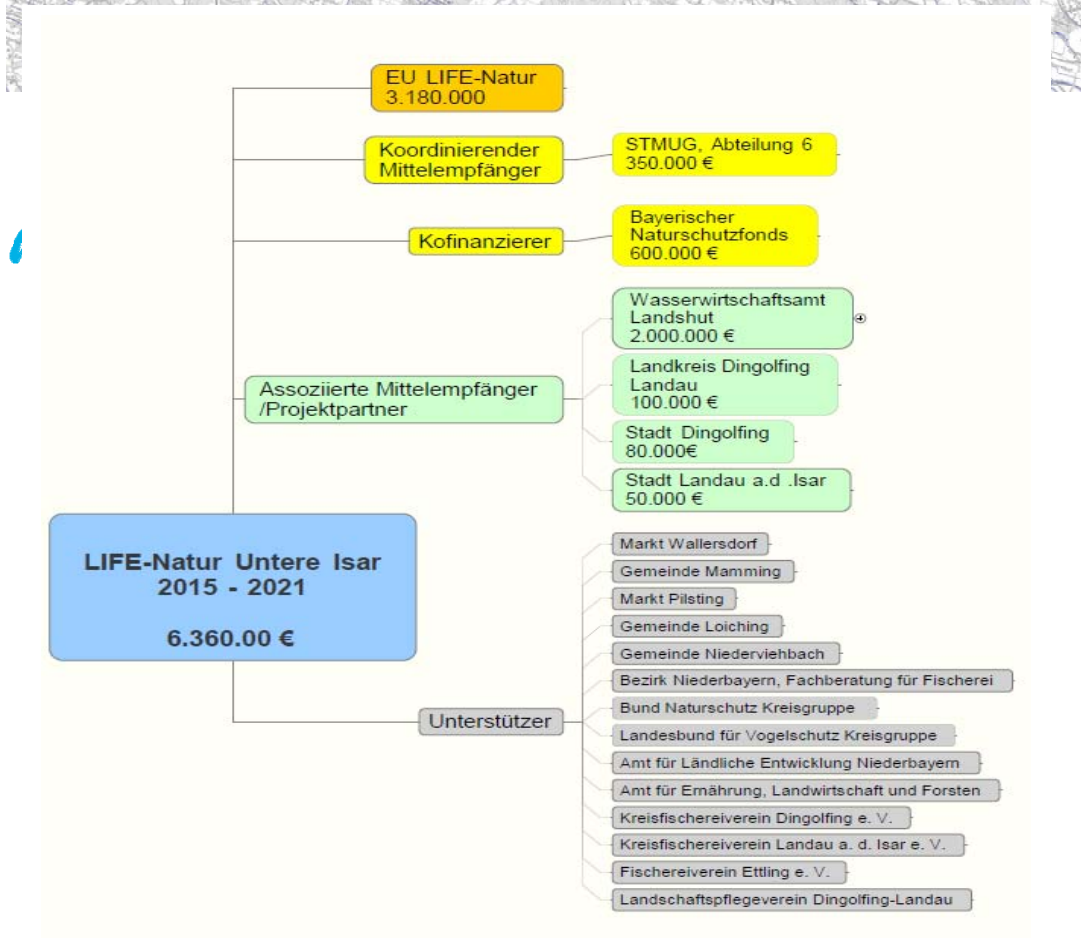 EU LIFE-Natur
3.180.000
Koordinierender
Mittelempfänger
STMUG, Abteilung 6
350.000 €
Kofinanzierer
Bayerischer
Naturschutzfonds
600.000 €
Assoziierte Mittelempfänger
/Projektpartner
Wasserwirtschaftsamt
Landshut
2.000.000 €
Landkreis Dingolfing
Landau
100.000 €
Stadt Dingolfing
80.000€
Stadt Landau a.d .Isar
50.000 €
LIFE-Natur Untere Isar
2015 - 2021
6.360.00 €
Unterstützer
Markt Wallersdorf
Gemeinde Mamming
Markt Pilsting
Gemeinde Loiching
Gemeinde Niederviehbach
Bezirk Niederbayern, Fachberatung für Fischerei
Bund Naturschutz Kreisgruppe
Landesbund für Vogelschutz Kreisgruppe
Amt für Ländliche Entwicklung Niederbayern
Amt für Ernährung, Landwirtschaft und Forsten
Kreisfischereiverein Dingolfing e. V.
Kreisfischereiverein Landau a. d. Isar e. V.
Fischereiverein Ettling e. V.
Landschaftspflegeverein Dingolfing-Landau